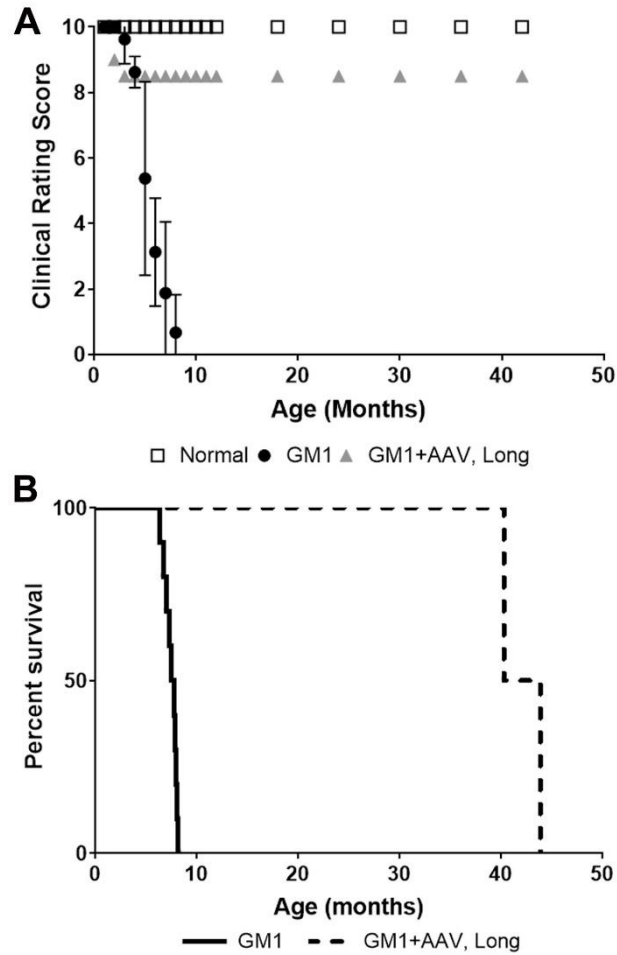 A
Clinical Rating Score
10
8
6
4
2
0
0 10 20 30 40 50
Age (Months)
Normal GM1 GM1+AAV, Long
B
Percent survival
100
50
0
0 10 20 30 40 50
Age (months)
GM1 GM1+AAV, Long